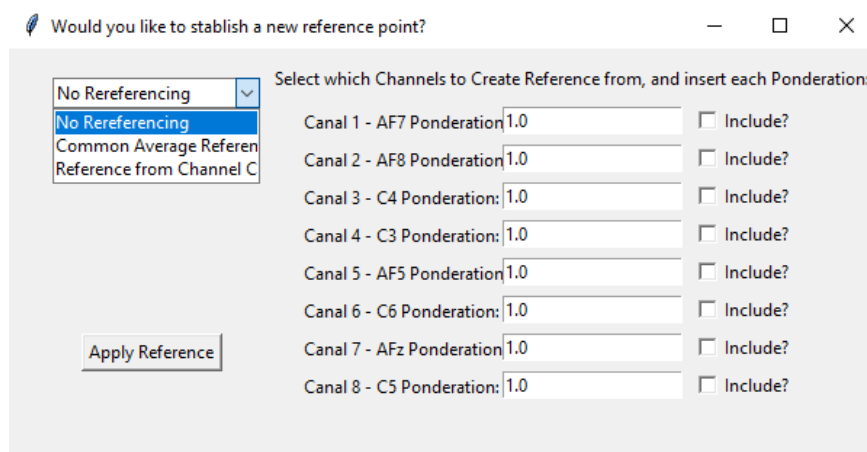 Would you like to stablish a new reference point?
No Rereferencing
No Rereferencing
Common Average Referen
Reference from Channel C
Apply Reference
Select which Channels to Create Reference from, and insert each Ponderation:
Canal 1 - AF7 Ponderation 1.0 Include?
Canal 2 - AF8 Ponderation 1.0 Include?
Canal 3 - C4 Ponderation: 1.0 Include?
Canal 4 - C3 Ponderation: 1.0 Include?
Canal 5 - AF5 Ponderation 1.0 Include?
Canal 6 - C6 Ponderation: 1.0 Include?
Canal 7 - AFz Ponderation 1.0 Include?
Canal 8 - C5 Ponderation: 1.0 Include?